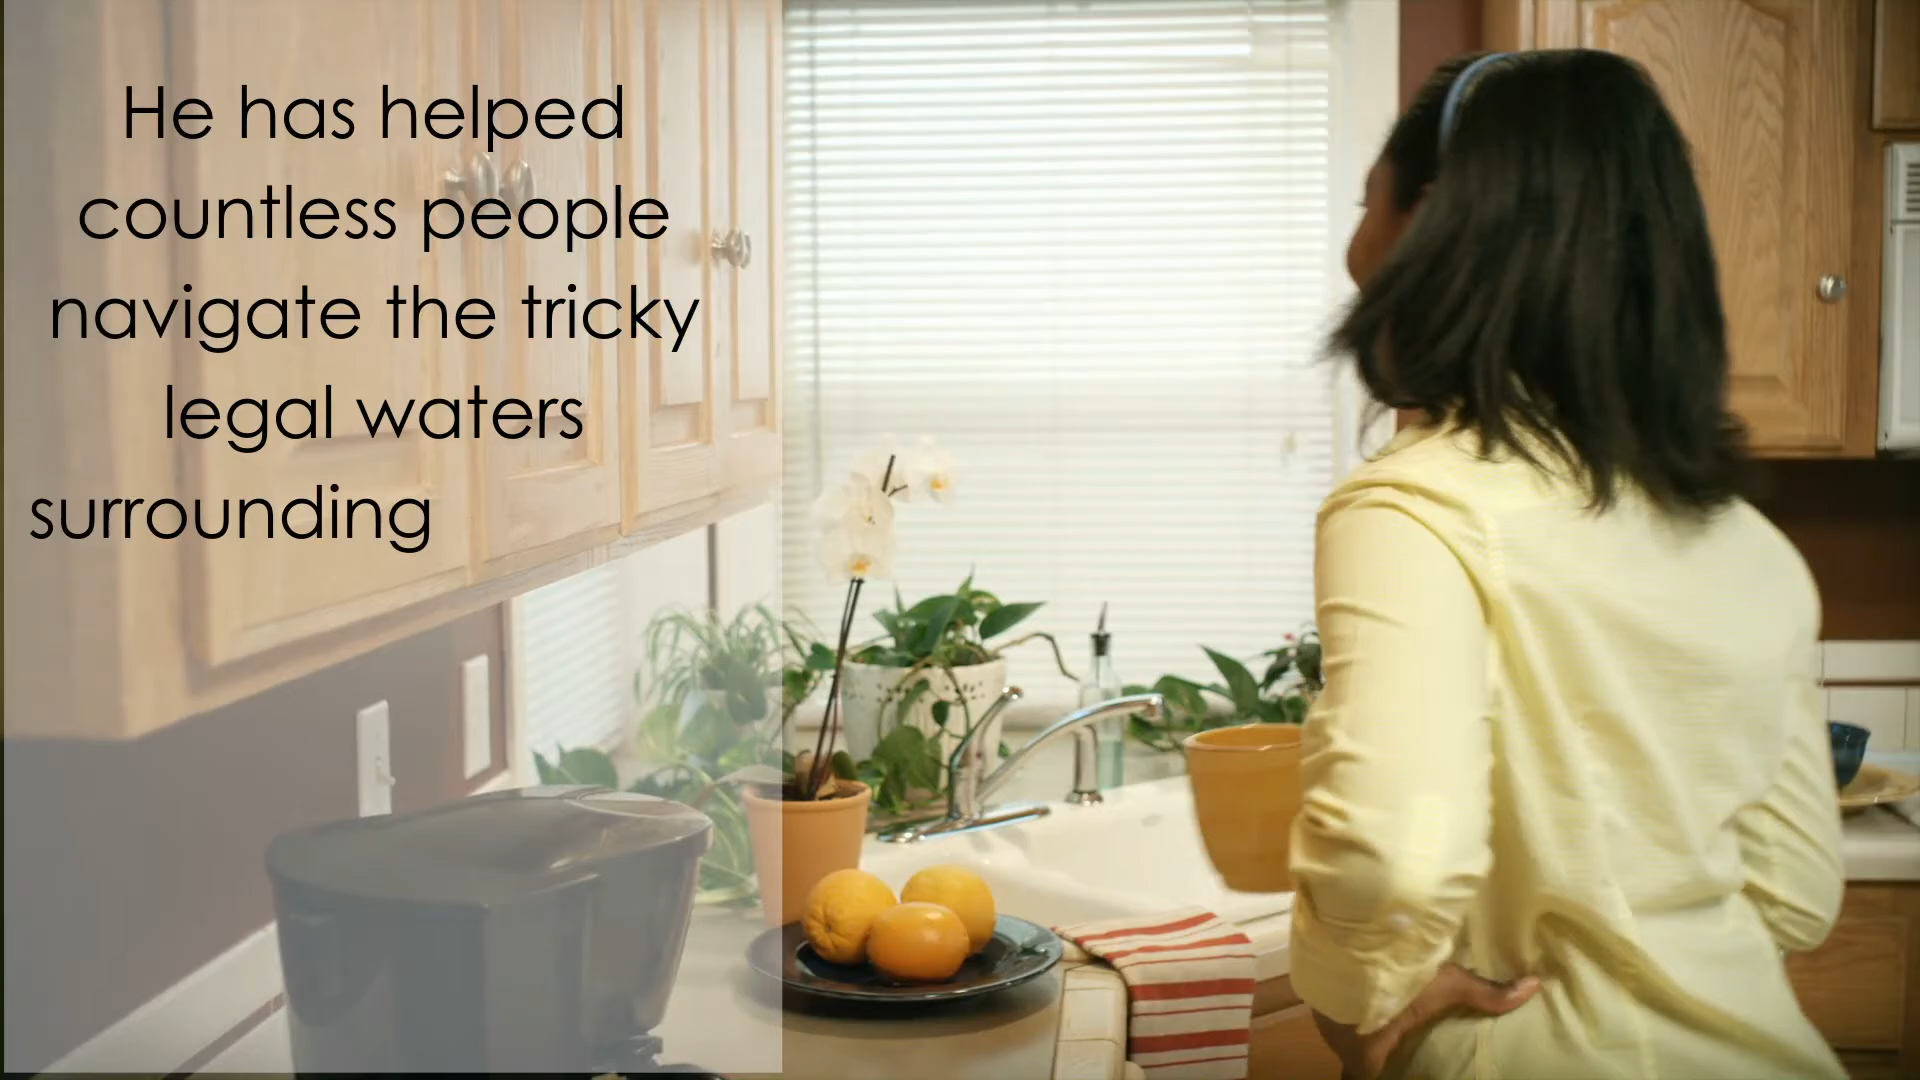 He has helped
countless people
navigate the tricky
legal waters
surrounding